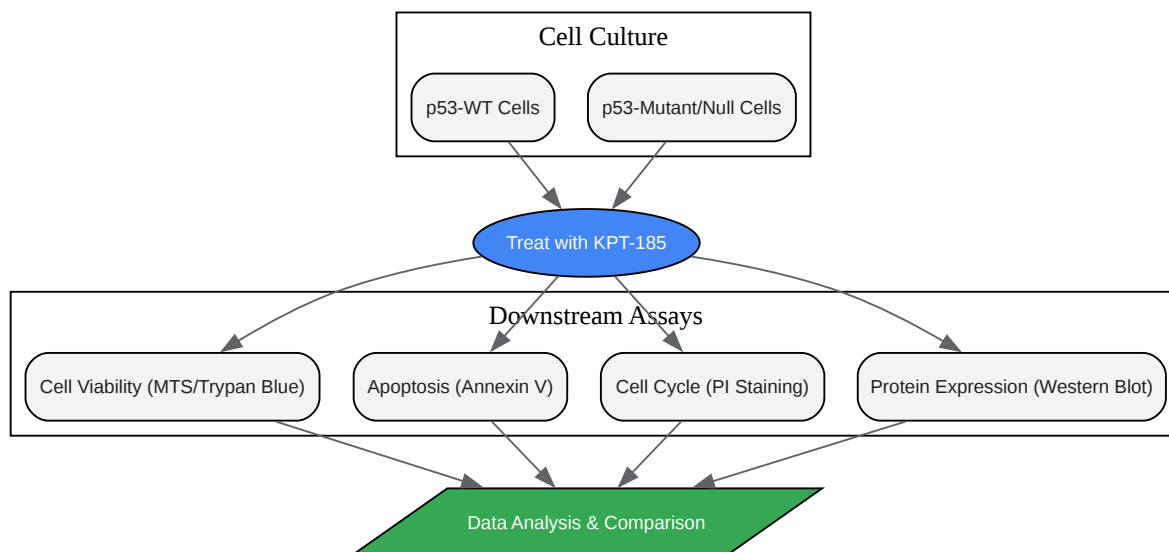 Cell Culture
p53-WT Cells
p53-Mutant/Null Cells
Treat with KPT-185
Downstream Assays
Cell Viability (MTS/Trypan Blue)
Apoptosis (Annexin V)
Cell Cycle (PI Staining)
Protein Expression (Western Blot)
Data Analysis & Comparison